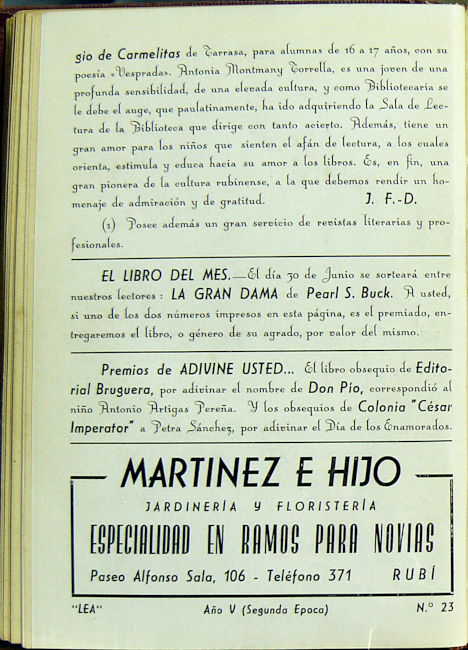 gio de Carmelitas de Tarrasa, para alumnas de 16 a 17 años, con su
poesía «Vesprada». Antonia Montmany Torrella, es una joven de una
profunda sensibilidad, de una elevada cultura, y como Bibliotecaria se
le debe el auge, que paulatinamente, ha ido adquiriendo la Sala de Lec-
tura de la Biblioteca que dirige con tanto acierto. Además, tiene un
gran amor para los niños que sienten el afán de lectura, a los cuales
orienta, estimula y educa hacia su amor a los libros. Es, en fin, una
gran pionera de la cultura rubinense, a la que debemos rendir un ho-
menaje de admiración y de gratitud. J. F.-D.
(1) Posee además un gran servicio de revistas literarias y pro-
fesionales.
EL LIBRO DEL MES.—El día 30 de Junio se sorteará entre
nuestros lectores: LA GRAN DAMA de Pearl S. Buck. A usted,
si uno de los dos números impresos en esta página, es el premiado, en-
tregaremos el libro, o género de su agrado, por valor del mismo.
Premios de ADIVINE USTED... El libro obsequio de Edito-
rial Bruguera, por adivinar el nombre de Don Pío, correspondió al
niño Antonio Artigas Pereña. Y los obsequios de Colonia "César
Imperator" a Petra Sánchez, por adivinar el Día de los Enamorados.
MARTINEZ E HIJO
JARDINERÍA Y FLORISTERÍA
ESPECIALIDAD EN RAMOS PARA NOVIAS
Paseo Alfonso Sala, 106 - Teléfono 371 RUBÍ
"LEA" Año V (Segunda Epoca) N.º 23